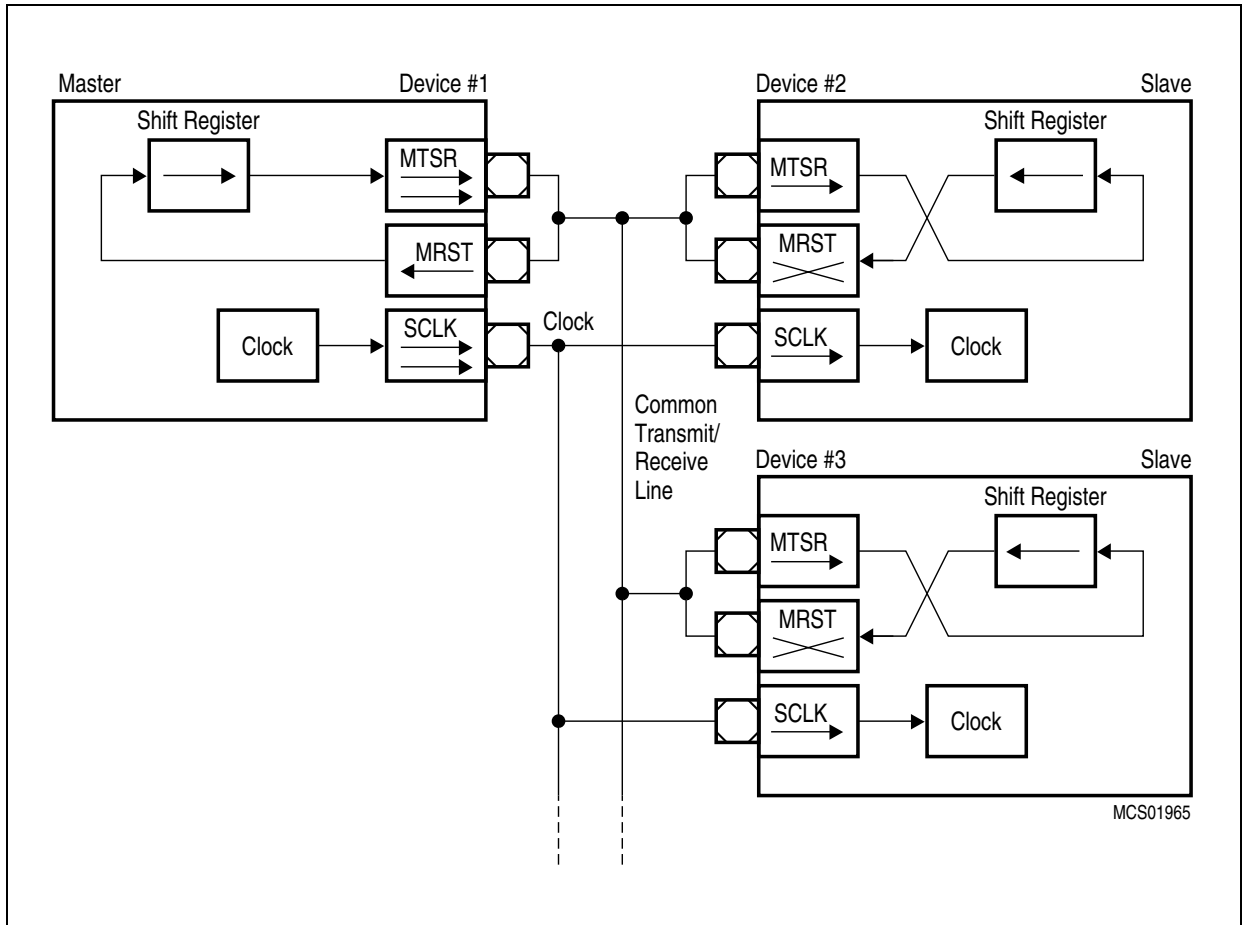 Master
Device #1
Shift Register
MTSR
MRST
SCLK
Clock
Clock
Common
Transmit/
Receive
Line
Device #2
Slave
Shift Register
MTSR
MRST
SCLK
Clock
Device #3
Slave
Shift Register
MTSR
MRST
SCLK
Clock
MCS01965